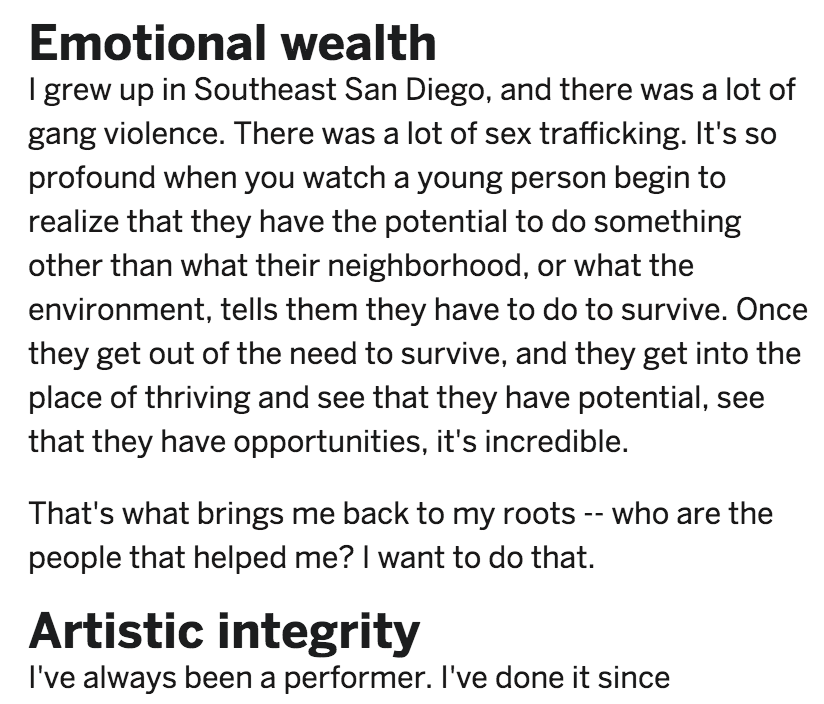 Emotional wealth
I grew up in Southeast San Diego, and there was a lot of
gang violence. There was a lot of sex trafficking. It's so
profound when you watch a young person begin to
realize that they have the potential to do something
other than what their neighborhood, or what the
environment, tells them they have to do to survive. Once
they get out of the need to survive, and they get into the
place of thriving and see that they have potential, see
that they have opportunities, it's incredible.
That's what brings me back to my roots -- who are the
people that helped me? I want to do that.
Artistic integrity
I've always been a performer. I've done it since